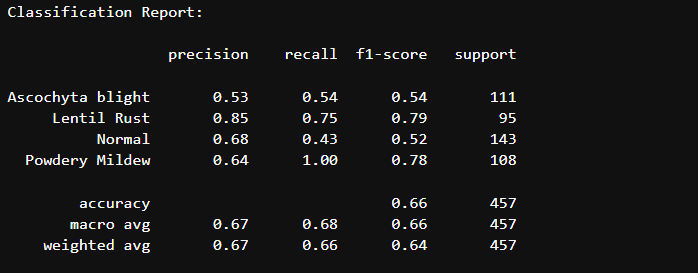 Classification Report:
precision recall f1-score support
Ascochyta blight 0.53 0.54 0.54 111
Lentil Rust 0.85 0.75 0.79 95
Normal 0.68 0.43 0.52 143
Powdery Mildew 0.64 1.00 0.78 108
accuracy 0.66 457
macro avg 0.67 0.68 0.66 457
weighted avg 0.67 0.66 0.64 457